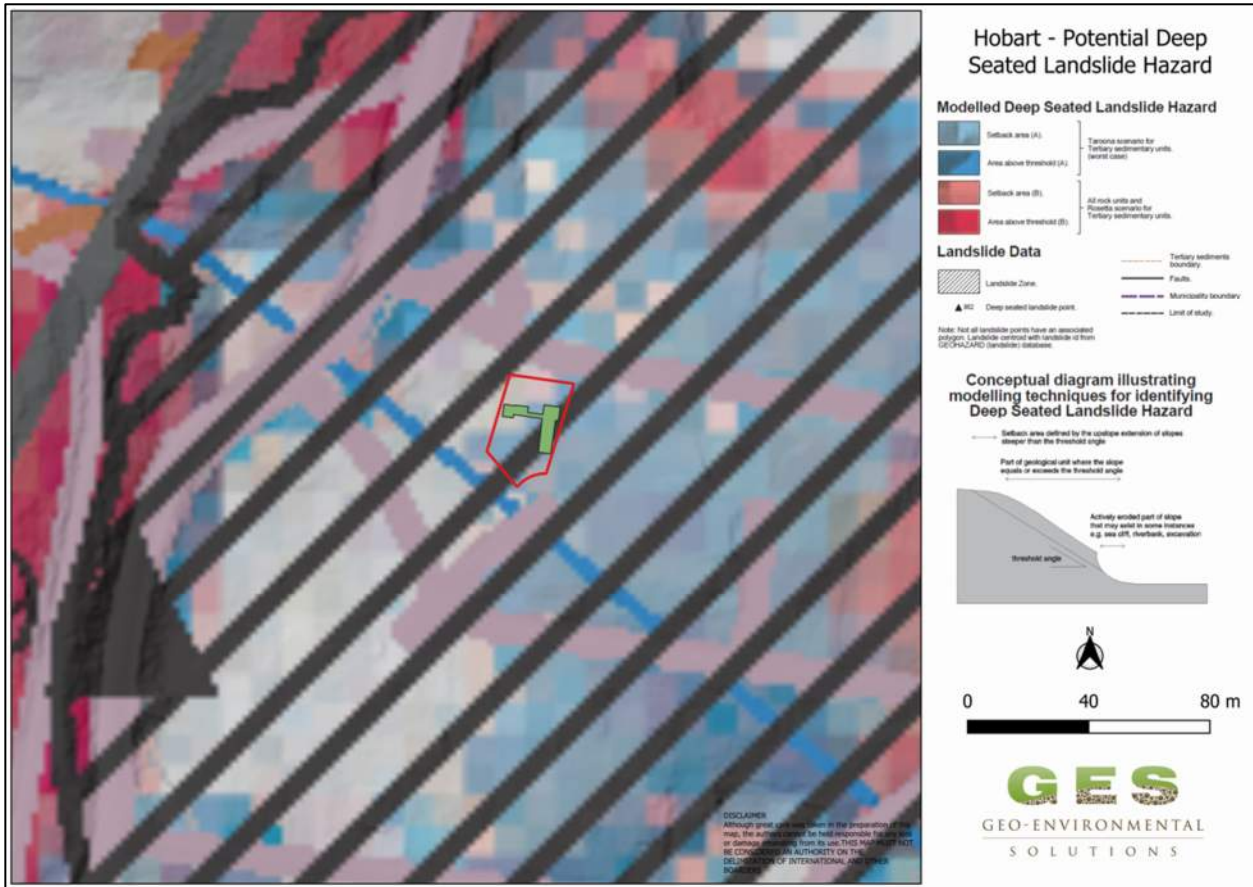 Hobart - Potential Deep
Seated Landslide Hazard
Modelled Deep Seated Landslide Hazard
Setback area (A).
Area above threshold (A).
Taroona scenario for
Tertiary sedimentary units.
(worst case)
Setback area (B).
Area above threshold (B).
All rock units and
Rosetta scenario for
Tertiary sedimentary units.
Landslide Data
Landslide Zone.
Deep seated landslide point.
Tertiary sediments
boundary.
Faults.
Municipality boundary
Limit of study.
Note: Not all landslide points have an associated
polygon. Landslide centroid with landslide id from
GEOHAZARD (landslide) database
Conceptual diagram illustrating
modelling techniques for identifying
Deep Seated Landslide Hazard
Setback area defined by the upslope extension of slopes
steeper than the threshold angle
Part of geological unit where the slope
equals or exceeds the threshold angle
Actively eroded part of slope
that may exist in some instances
e.g. sea cliff, riverbank, excavation
threshold angle
N
0 40 80 m
GES
GEO-ENVIRONMENTAL
SOLUTIONS
DISCLAIMER
Although great care was taken in the preparation of this
map, the authors cannot be held responsible for any loss
or damage resulting from its use. THIS MAP MUST NOT
BE CONSIDERED AN AUTHORITY ON THE
DELIMITATION OF INTERNATIONAL AND OTHER
BOARDERS